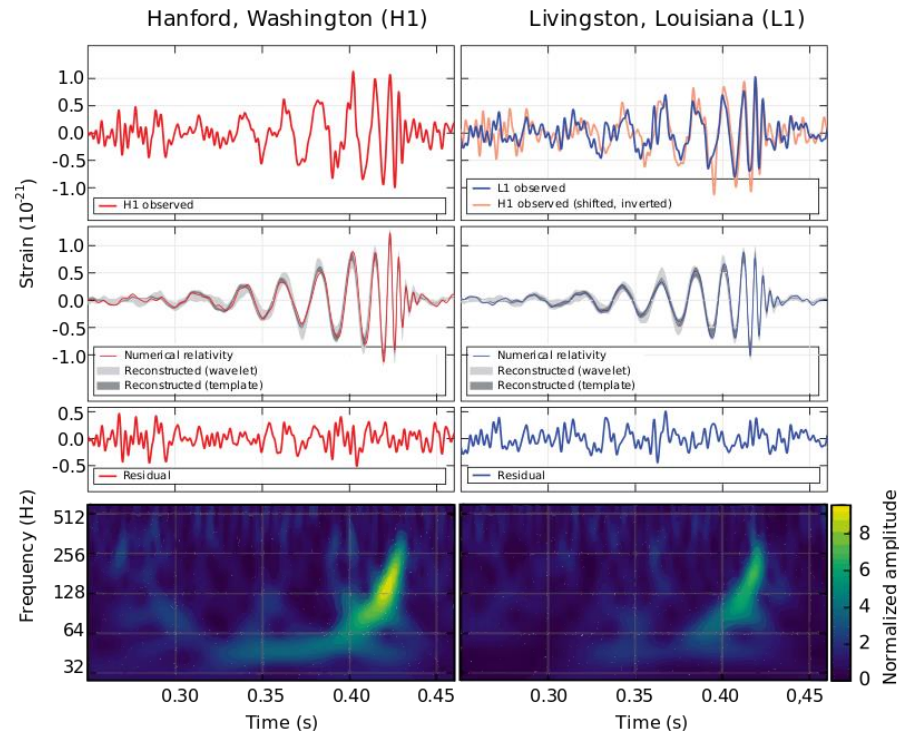 Hanford, Washington (H1)
Livingston, Louisiana (L1)
Strain (10⁻²¹)
1.0
0.5
0.0
-0.5
-1.0
H1 observed
L1 observed
H1 observed (shifted, inverted)
1.0
0.5
0.0
-0.5
-1.0
Numerical relativity
Reconstructed (wavelet)
Reconstructed (template)
Numerical relativity
Reconstructed (wavelet)
Reconstructed (template)
0.5
0.0
-0.5
Residual
Residual
Frequency (Hz)
512
256
128
64
32
8
6
4
2
0
Normalized amplitude
0.30
0.35
0.40
0.45
0.30
0.35
0.40
0,45
Time (s)
Time (s)